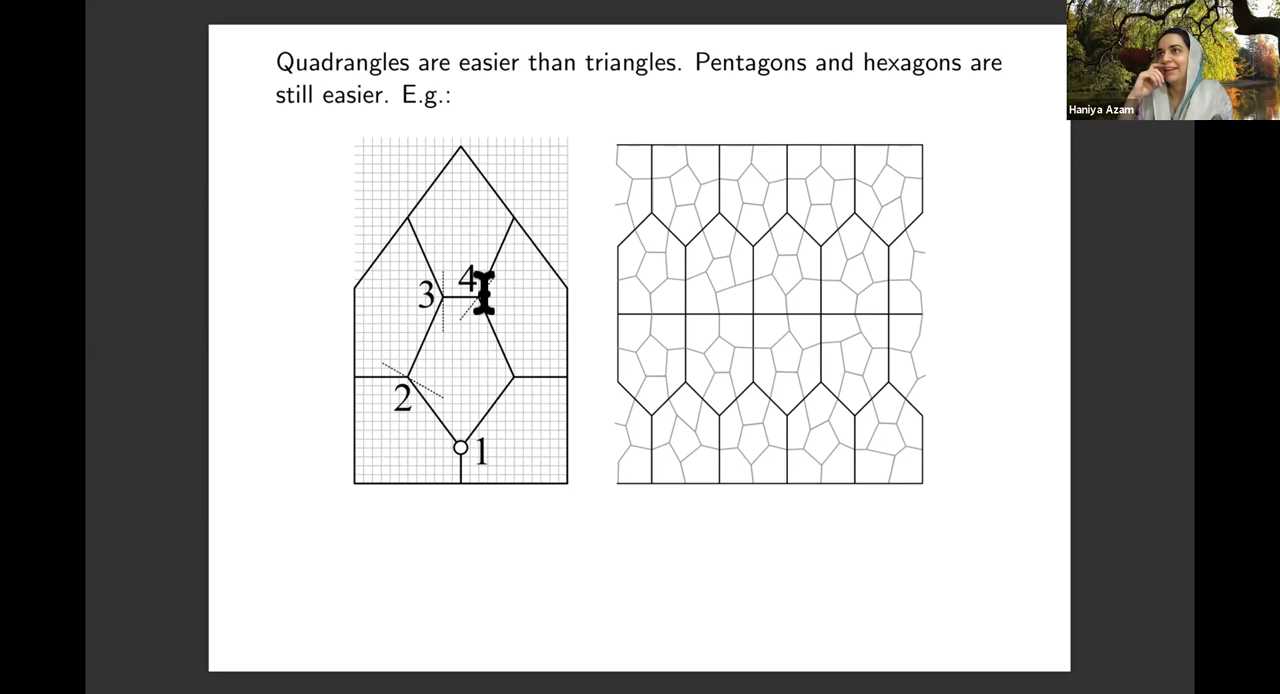 Quadrangles are easier than triangles. Pentagons and hexagons are
still easier. E.g.:
Haniya Azam
4
3
2
1